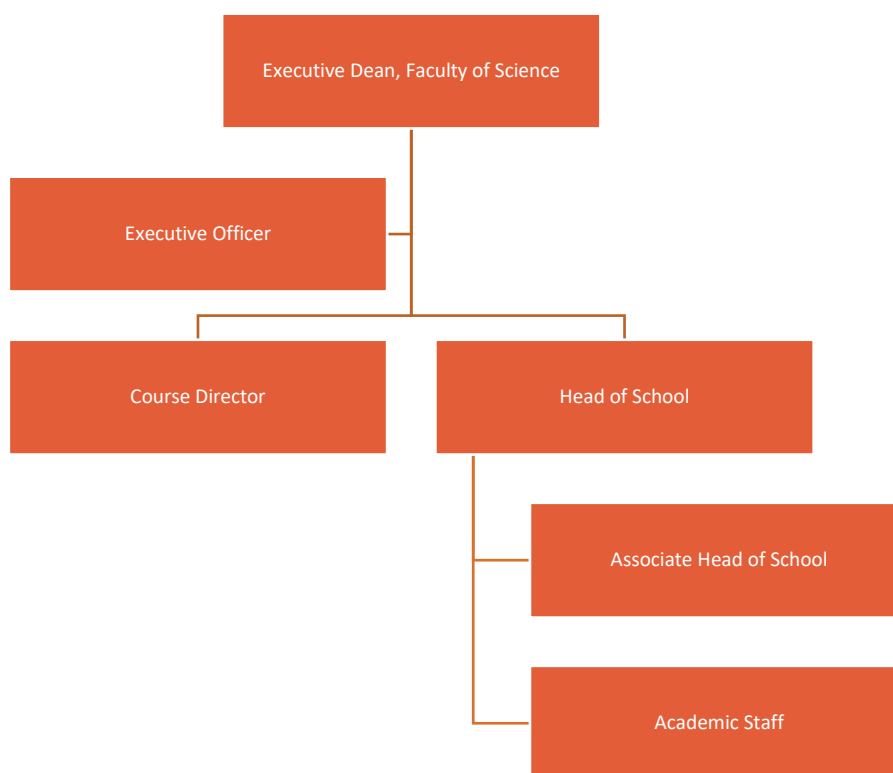 Executive Dean, Faculty of Science
Executive Officer
Course Director
Head of School
Associate Head of School
Academic Staff